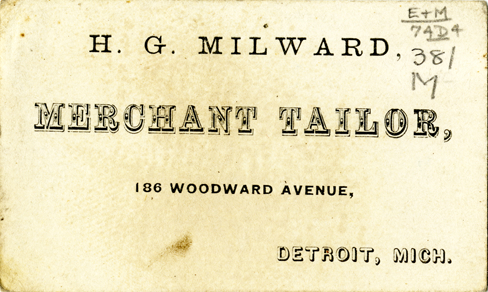 E+M
74D4
381
M
H. G. MILWARD,
MERCHANT TAILOR,
186 WOODWARD AVENUE,
DETROIT, MICH.